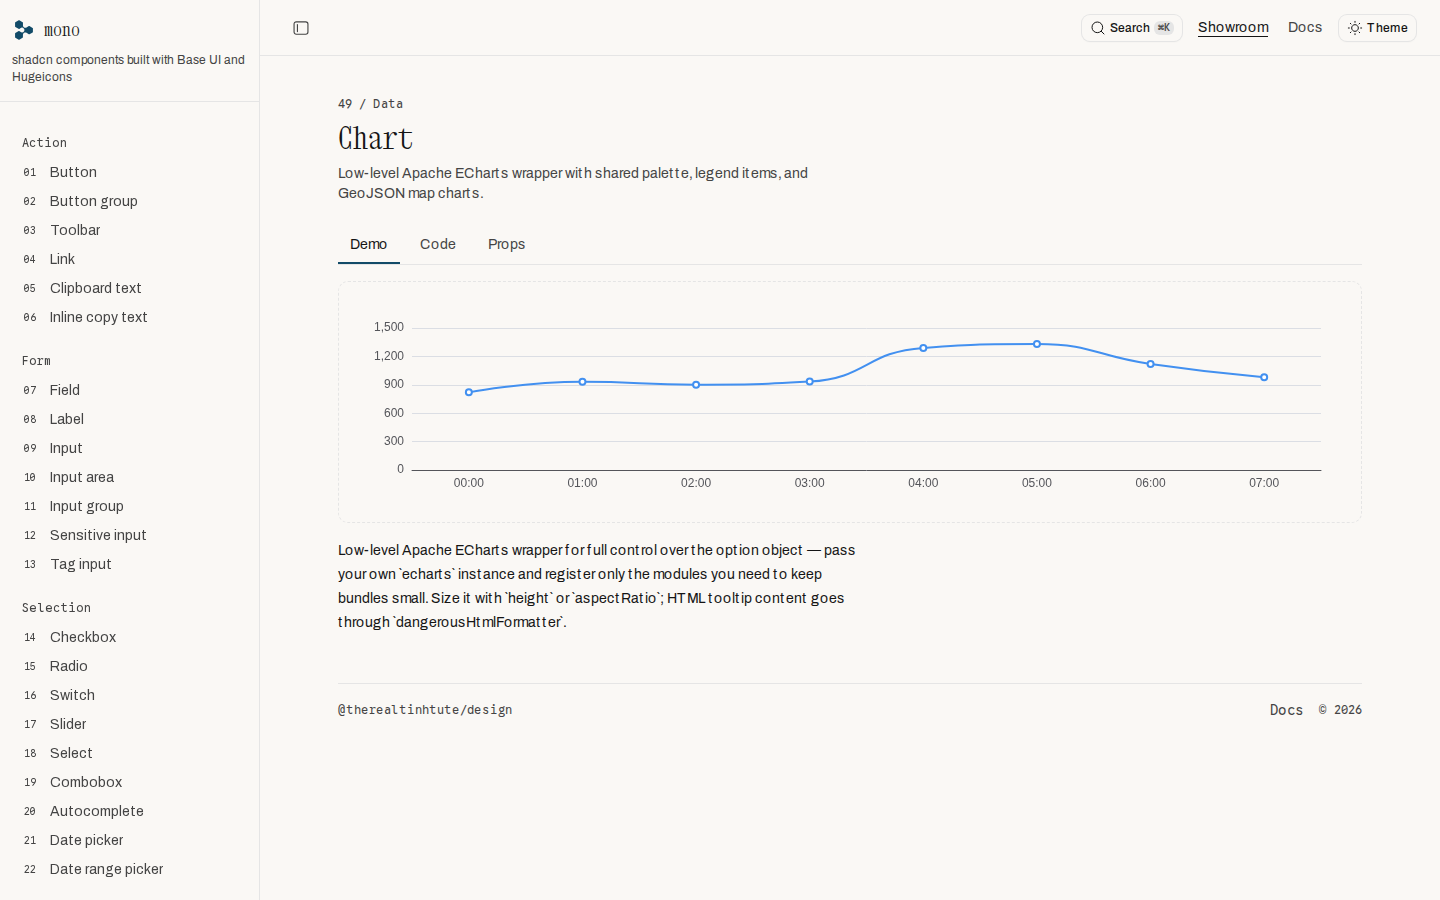 mono
shadcn components built with Base UI and
Hugeicons
Action
01 Button
02 Button group
03 Toolbar
04 Link
05 Clipboard text
06 Inline copy text
Form
07 Field
08 Label
09 Input
10 Input area
11 Input group
12 Sensitive input
13 Tag input
Selection
14 Checkbox
15 Radio
16 Switch
17 Slider
18 Select
19 Combobox
20 Autocomplete
21 Date picker
22 Date range picker
Search ⌘K Showroom Docs Theme
49 / Data
Chart
Low-level Apache ECharts wrapper with shared palette, legend items, and
GeoJSON map charts.
Demo Code Props
1,500
1,200
900
600
300
0
00:00 01:00 02:00 03:00 04:00 05:00 06:00 07:00
Low-level Apache ECharts wrapper for full control over the option object — pass
your own `echarts` instance and register only the modules you need to keep
bundles small. Size it with `height` or `aspectRatio`; HTML tooltip content goes
through `dangerousHtmlFormatter`.
@therealtinhtute/design Docs © 2026